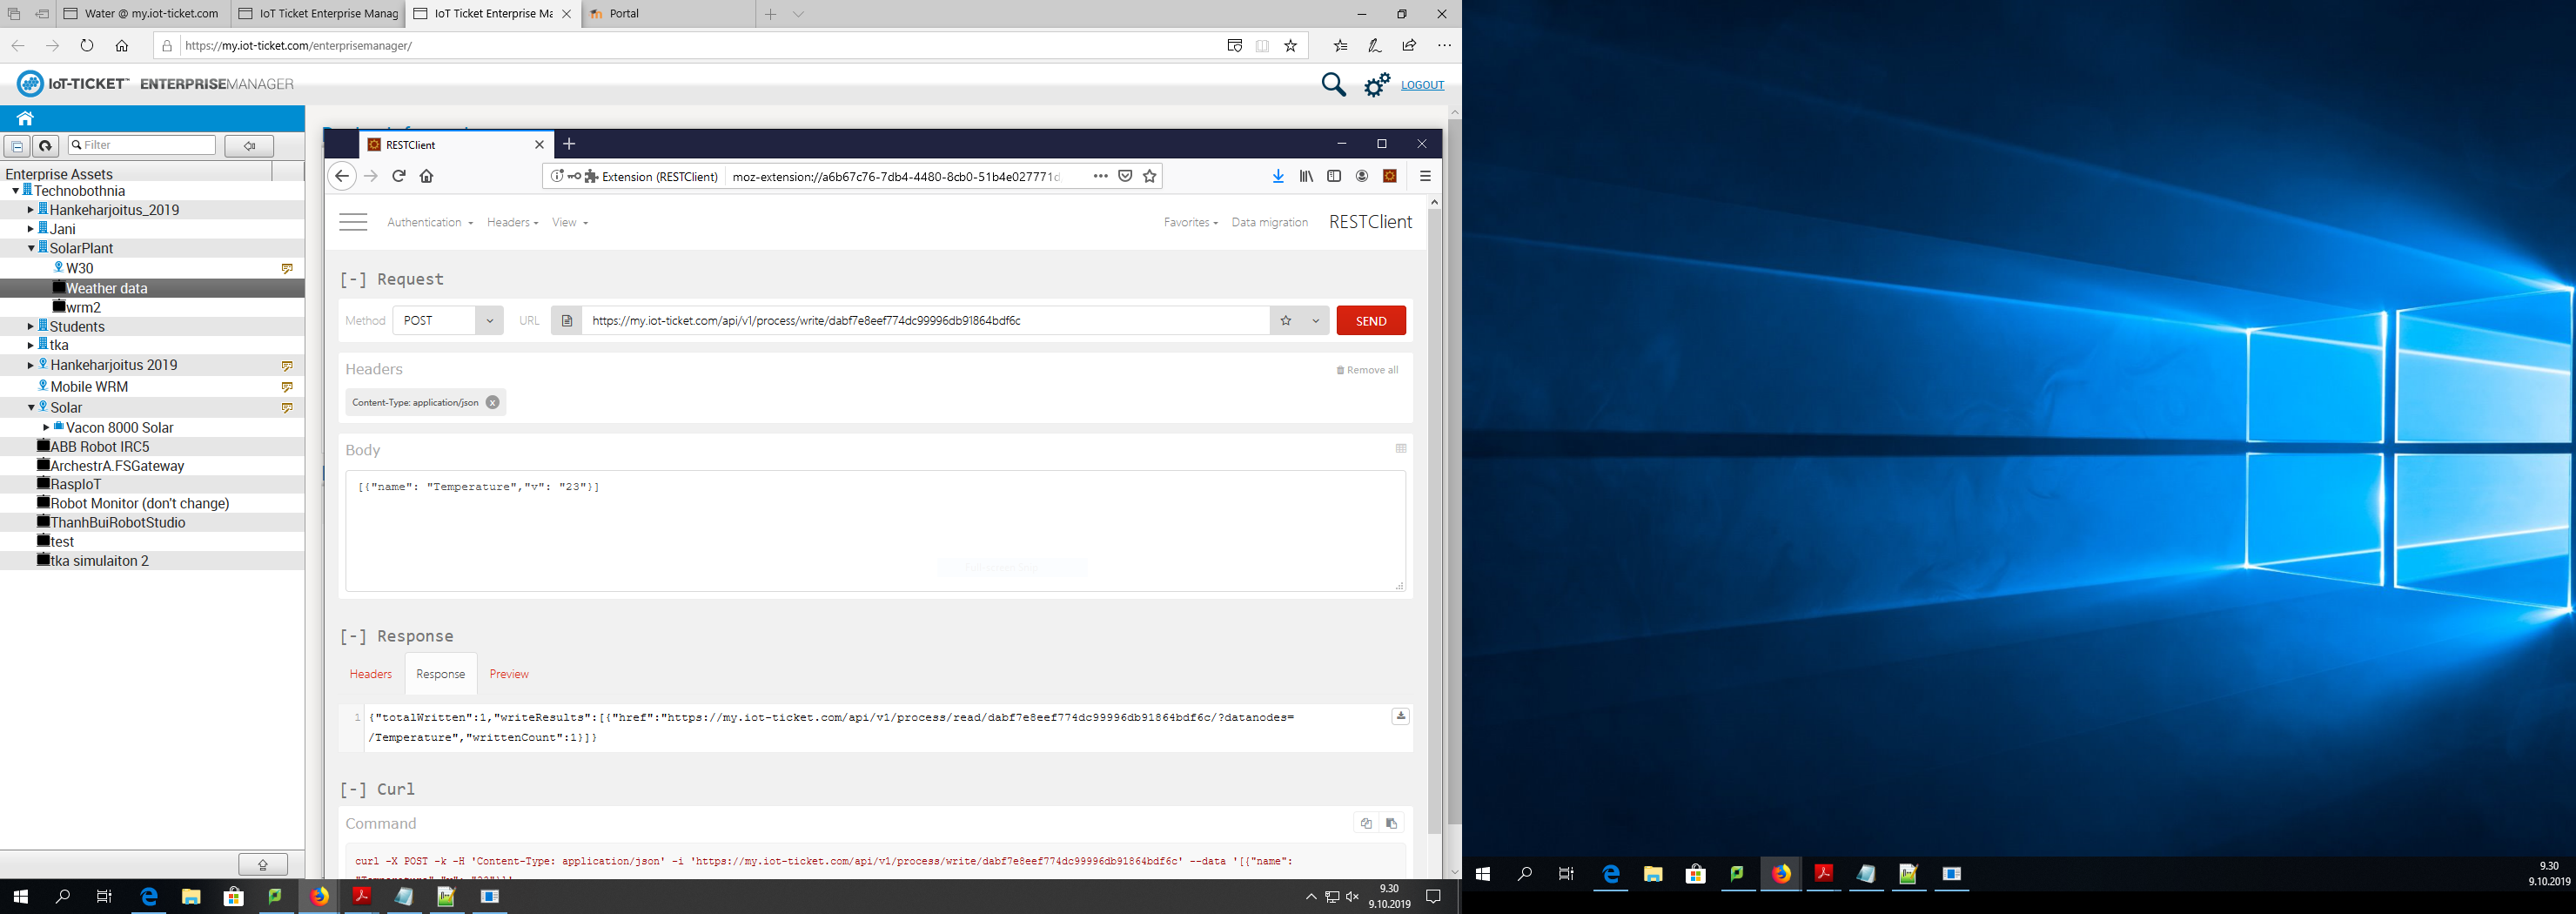 Water @ my.iot-ticket.com
IoT Ticket Enterprise Manag
IoT Ticket Enterprise Ma
Portal
https://my.iot-ticket.com/enterprisemanager/
IoT-TICKET™ ENTERPRISEMANAGER
LOGOUT
Filter
Enterprise Assets
Technobothnia
Hankeharjoitus_2019
Jani
SolarPlant
W30
Weather data
wrm2
Students
tka
Hankeharjoitus 2019
Mobile WRM
Solar
Vacon 8000 Solar
ABB Robot IRC5
ArchestrA.FSGateway
RaspIoT
Robot Monitor (don't change)
ThanhBuiRobotStudio
test
tka simulaiton 2
RESTClient
Extension (RESTClient)
moz-extension://a6b67c76-7db4-4480-8cb0-51b4e027771d
Authentication
Headers
View
Favorites
Data migration
RESTClient
[-] Request
Method
POST
URL
https://my.iot-ticket.com/api/v1/process/write/dabf7e8eef774dc99996db91864bdf6c
SEND
Headers
Remove all
Content-Type: application/json
Body
[{"name": "Temperature","v": "23"}]
[-] Response
Headers
Response
Preview
1
{"totalWritten":1,"writeResults":[{"href":"https://my.iot-ticket.com/api/v1/process/read/dabf7e8eef774dc99996db91864bdf6c/?datanodes=
/Temperature","writtenCount":1}]}
[-] Curl
Command
curl -X POST -k -H 'Content-Type: application/json' -i 'https://my.iot-ticket.com/api/v1/process/write/dabf7e8eef774dc99996db91864bdf6c' --data '[{"name":
"Temperature","v": "23"}]'
9.30
9.10.2019
9.30
9.10.2019